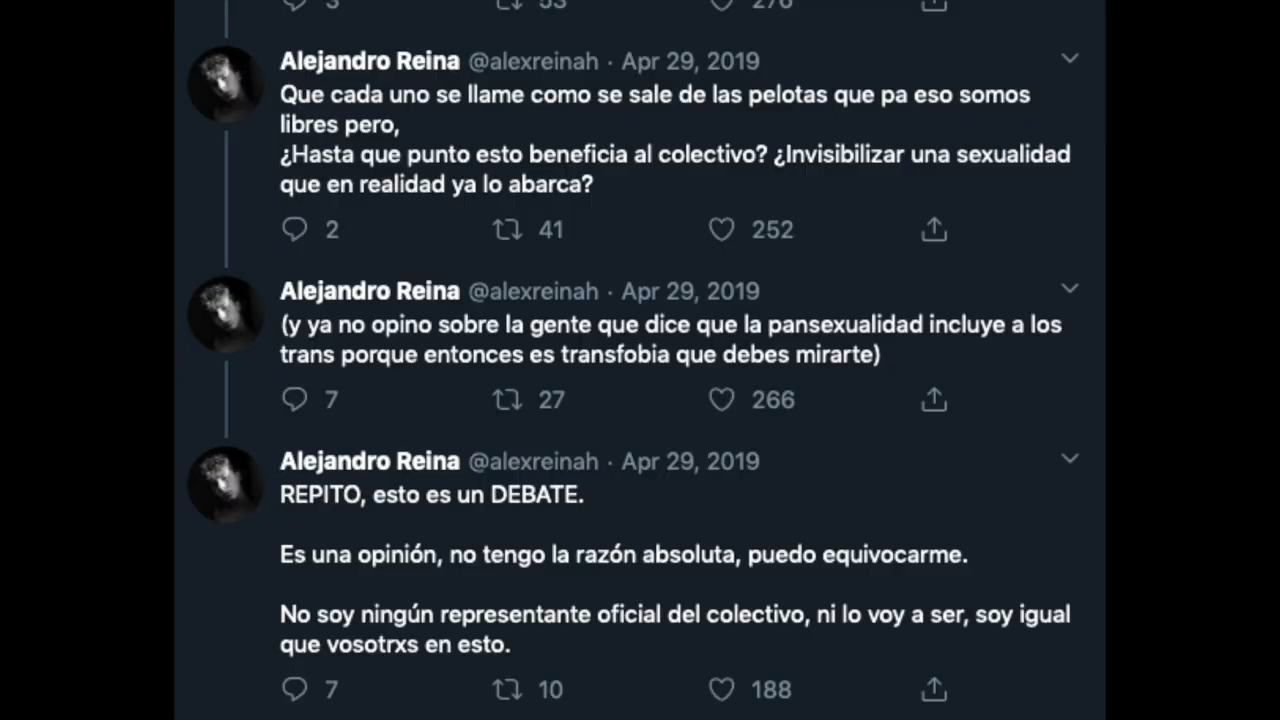 3 53 276
Alejandro Reina @alexreinah · Apr 29, 2019
Que cada uno se llame como se sale de las pelotas que pa eso somos
libres pero,
¿Hasta que punto esto beneficia al colectivo? ¿Invisibilizar una sexualidad
que en realidad ya lo abarca?
2 41 252
Alejandro Reina @alexreinah · Apr 29, 2019
(y ya no opino sobre la gente que dice que la pansexualidad incluye a los
trans porque entonces es transfobia que debes mirarte)
7 27 266
Alejandro Reina @alexreinah · Apr 29, 2019
REPITO, esto es un DEBATE.
Es una opinión, no tengo la razón absoluta, puedo equivocarme.
No soy ningún representante oficial del colectivo, ni lo voy a ser, soy igual
que vosotrxs en esto.
7 10 188